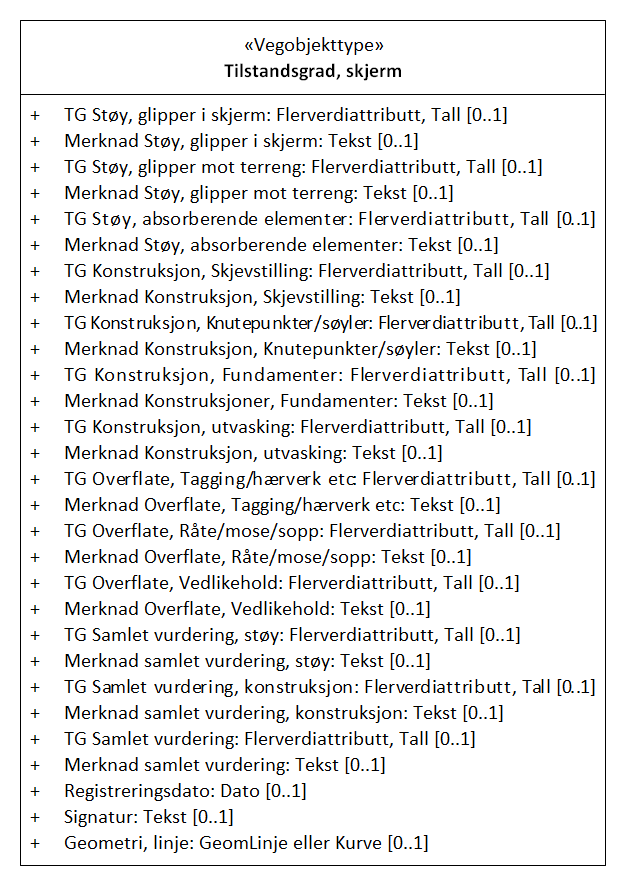 «Vegobjekttype»
Tilstandsgrad, skjerm
+ TG Støy, glipper i skjerm: Flerverdiattributt, Tall [0..1]
+ Merknad Støy, glipper i skjerm: Tekst [0..1]
+ TG Støy, glipper mot terreng: Flerverdiattributt, Tall [0..1]
+ Merknad Støy, glipper mot terreng: Tekst [0..1]
+ TG Støy, absorberende elementer: Flerverdiattributt, Tall [0..1]
+ Merknad Støy, absorberende elementer: Tekst [0..1]
+ TG Konstruksjon, Skjevstilling: Flerverdiattributt, Tall [0..1]
+ Merknad Konstruksjon, Skjevstilling: Tekst [0..1]
+ TG Konstruksjon, Knutepunkter/søyler: Flerverdiattributt, Tall [0..1]
+ Merknad Konstruksjon, Knutepunkter/søyler: Tekst [0..1]
+ TG Konstruksjon, Fundamenter: Flerverdiattributt, Tall [0..1]
+ Merknad Konstruksjoner, Fundamenter: Tekst [0..1]
+ TG Konstruksjon, utvasking: Flerverdiattributt, Tall [0..1]
+ Merknad Konstruksjon, utvasking: Tekst [0..1]
+ TG Overflate, Tagging/hærverk etc: Flerverdiattributt, Tall [0..1]
+ Merknad Overflate, Tagging/hærverk etc: Tekst [0..1]
+ TG Overflate, Råte/mose/sopp: Flerverdiattributt, Tall [0..1]
+ Merknad Overflate, Råte/mose/sopp: Tekst [0..1]
+ TG Overflate, Vedlikehold: Flerverdiattributt, Tall [0..1]
+ Merknad Overflate, Vedlikehold: Tekst [0..1]
+ TG Samlet vurdering, støy: Flerverdiattributt, Tall [0..1]
+ Merknad samlet vurdering, støy: Tekst [0..1]
+ TG Samlet vurdering, konstruksjon: Flerverdiattributt, Tall [0..1]
+ Merknad samlet vurdering, konstruksjon: Tekst [0..1]
+ TG Samlet vurdering: Flerverdiattributt, Tall [0..1]
+ Merknad samlet vurdering: Tekst [0..1]
+ Registreringsdato: Dato [0..1]
+ Signatur: Tekst [0..1]
+ Geometri, linje: GeomLinje eller Kurve [0..1]